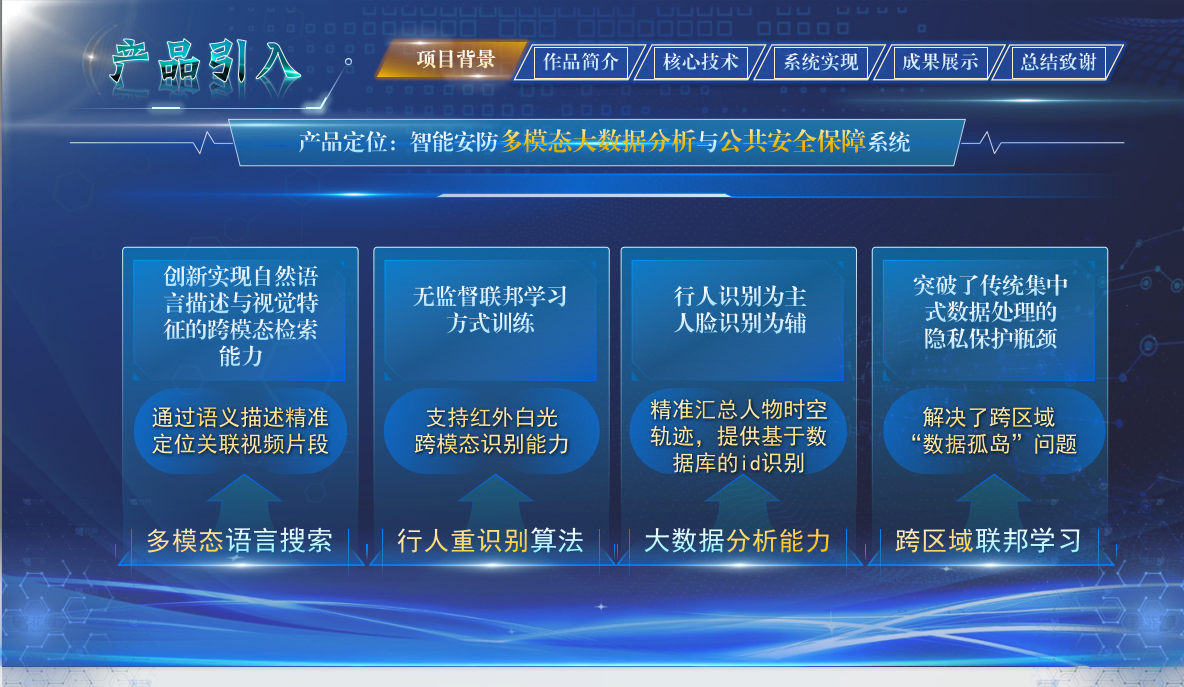 产品引入
项目背景
作品简介
核心技术
系统实现
成果展示
总结致谢
产品定位：智能安防多模态大数据分析与公共安全保障系统
创新实现自然语
言描述与视觉特
征的跨模态检索
能力
通过语义描述精准
定位关联视频片段
多模态语言搜索
无监督联邦学习
方式训练
支持红外白光
跨模态识别能力
行人重识别算法
行人识别为主
人脸识别为辅
精准汇总人物时空
轨迹，提供基于数
据库的id识别
大数据分析能力
突破了传统集中
式数据处理的
隐私保护瓶颈
解决了跨区域
“数据孤岛”问题
跨区域联邦学习